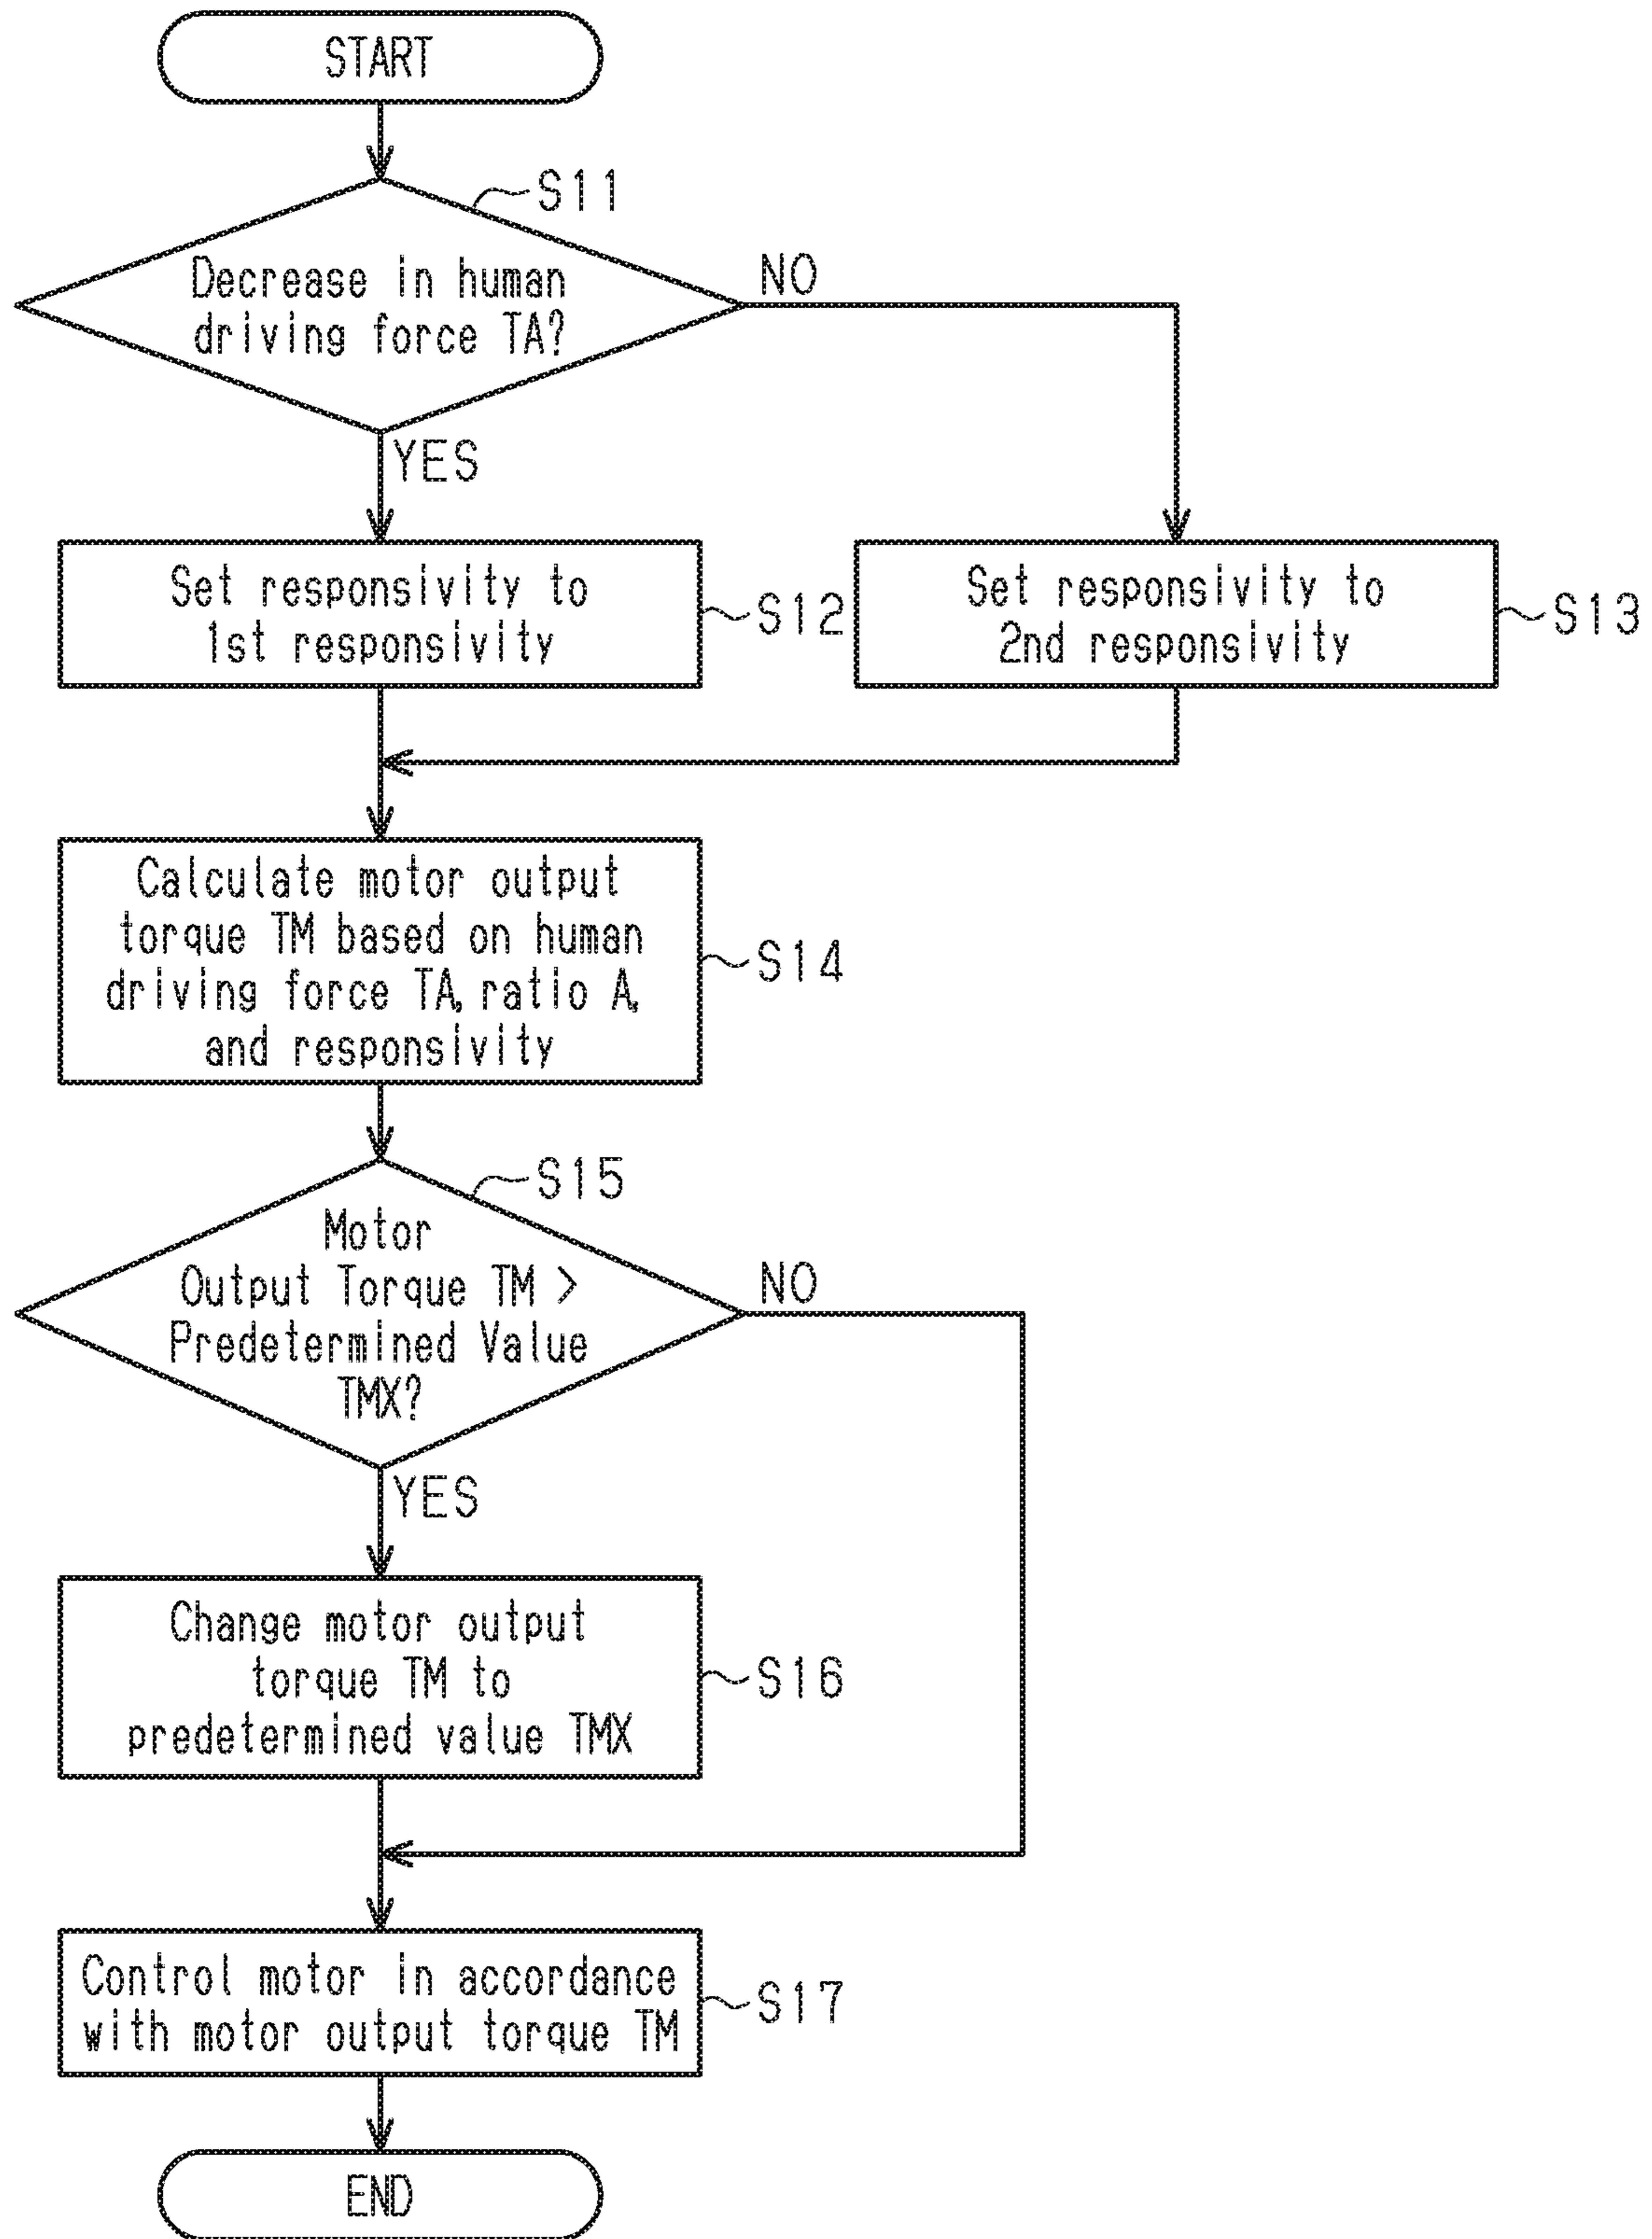 START
S11
Decrease in human
driving force TA?
NO
YES
Set responsivity to
1st responsivity
S12
Set responsivity to
2nd responsivity
S13
Calculate motor output
torque TM based on human
driving force TA, ratio A,
and responsivity
S14
S15
Motor
Output Torque TM >
Predetermined Value
TMX?
NO
YES
Change motor output
torque TM to
predetermined value TMX
S16
Control motor in accordance
with motor output torque TM
S17
END